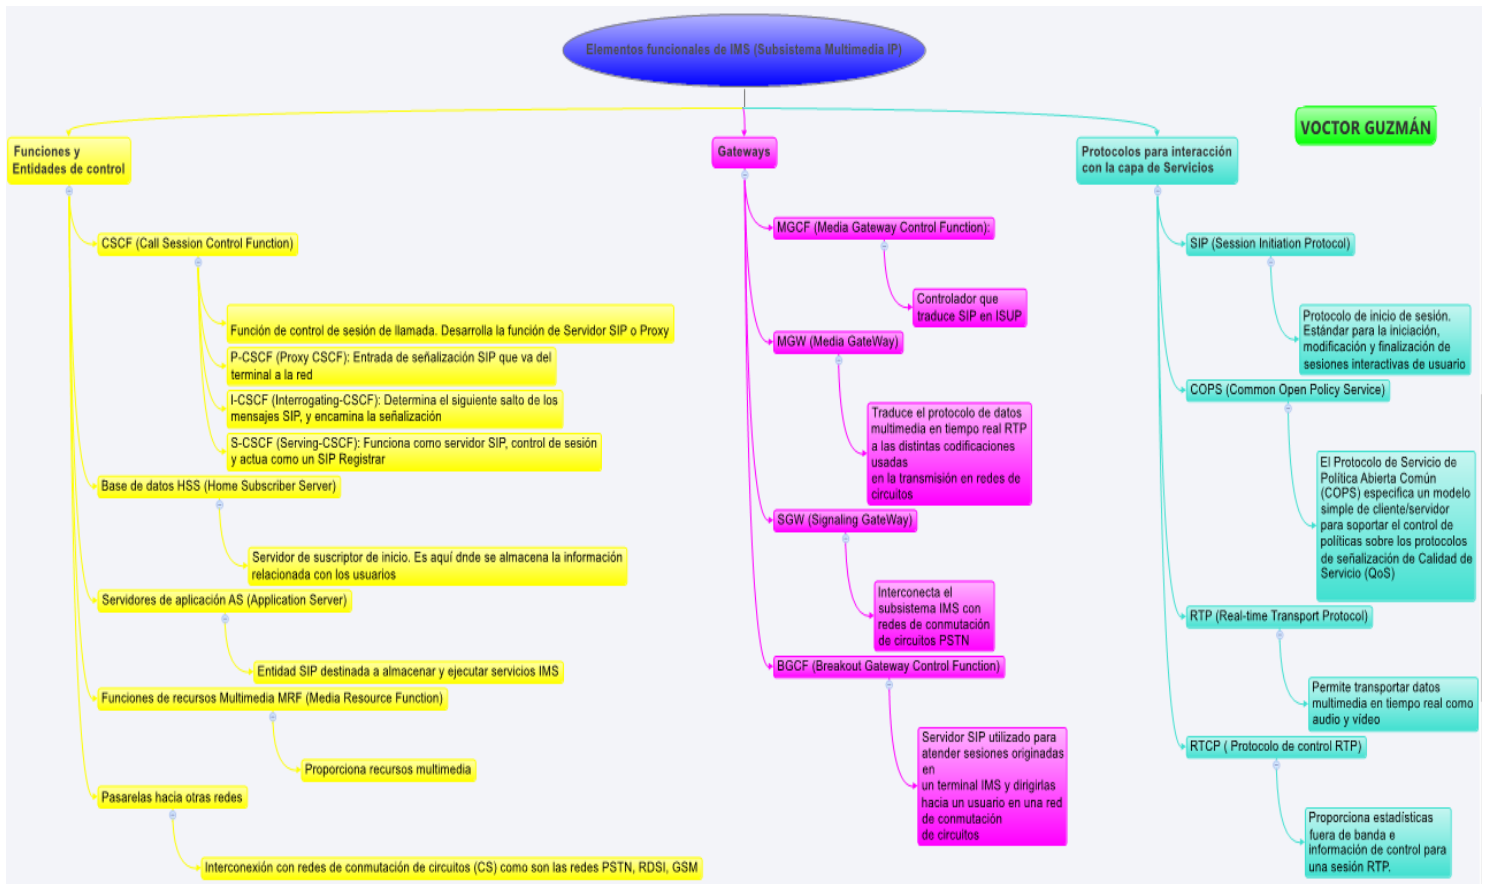 Elementos funcionales de IMS (Subsistema Multimedia IP)
VOCTOR GUZMÁN
Funciones y
Entidades de control
CSCF (Call Session Control Function)
Función de control de sesión de llamada. Desarrolla la función de Servidor SIP o Proxy
P-CSCF (Proxy CSCF): Entrada de señalización SIP que va del
terminal a la red
I-CSCF (Interrogating-CSCF): Determina el siguiente salto de los
mensajes SIP, y encamina la señalización
S-CSCF (Serving-CSCF): Funciona como servidor SIP, control de sesión
y actua como un SIP Registrar
Base de datos HSS (Home Subscriber Server)
Servidor de suscriptor de inicio. Es aquí dnde se almacena la información
relacionada con los usuarios
Servidores de aplicación AS (Application Server)
Entidad SIP destinada a almacenar y ejecutar servicios IMS
Funciones de recursos Multimedia MRF (Media Resource Function)
Proporciona recursos multimedia
Pasarelas hacia otras redes
Interconexión con redes de conmutación de circuitos (CS) como son las redes PSTN, RDSI, GSM
Gateways
MGCF (Media Gateway Control Function):
Controlador que
traduce SIP en ISUP
MGW (Media GateWay)
Traduce el protocolo de datos
multimedia en tiempo real RTP
a las distintas codificaciones
usadas
en la transmisión en redes de
circuitos
SGW (Signaling GateWay)
Interconecta el
subsistema IMS con
redes de conmutación
de circuitos PSTN
BGCF (Breakout Gateway Control Function)
Servidor SIP utilizado para
atender sesiones originadas
en
un terminal IMS y dirigirlas
hacia un usuario en una red
de conmutación
de circuitos
Protocolos para interacción
con la capa de Servicios
SIP (Session Initiation Protocol)
Protocolo de inicio de sesión.
Estándar para la iniciación,
modificación y finalización de
sesiones interactivas de usuario
COPS (Common Open Policy Service)
El Protocolo de Servicio de
Política Abierta Común
(COPS) especifica un modelo
simple de cliente/servidor
para soportar el control de
políticas sobre los protocolos
de señalización de Calidad de
Servicio (QoS)
RTP (Real-time Transport Protocol)
Permite transportar datos
multimedia en tiempo real como
audio y vídeo
RTCP ( Protocolo de control RTP)
Proporciona estadísticas
fuera de banda e
información de control para
una sesión RTP.